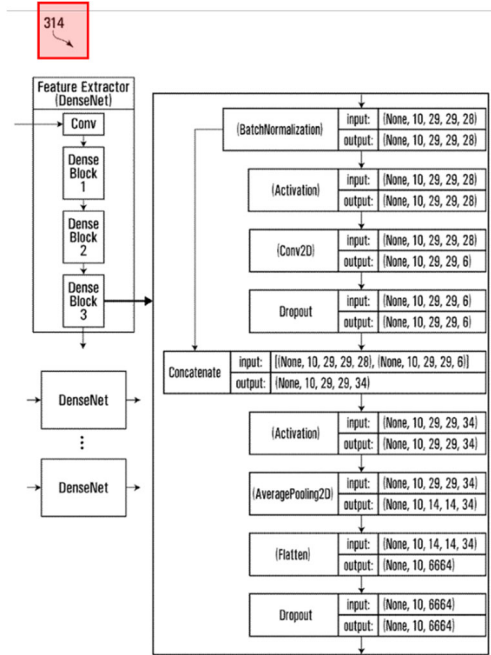 314
Feature Extractor
(DenseNet)
Conv
Dense
Block
1
Dense
Block
2
Dense
Block
3
DenseNet
DenseNet
(BatchNormalization)
input: (None, 10, 29, 29, 28)
output: (None, 10, 29, 29, 28)
(Activation)
input: (None, 10, 29, 29, 28)
output: (None, 10, 29, 29, 28)
(Conv2D)
input: (None, 10, 29, 29, 28)
output: (None, 10, 29, 29, 6)
Dropout
input: (None, 10, 29, 29, 6)
output: (None, 10, 29, 29, 6)
Concatenate
input: [(None, 10, 29, 29, 28), (None, 10, 29, 29, 6)]
output: (None, 10, 29, 29, 34)
(Activation)
input: (None, 10, 29, 29, 34)
output: (None, 10, 29, 29, 34)
(AveragePooling2D)
input: (None, 10, 29, 29, 34)
output: (None, 10, 14, 14, 34)
(Flatten)
input: (None, 10, 14, 14, 34)
output: (None, 10, 6664)
Dropout
input: (None, 10, 6664)
output: (None, 10, 6664)